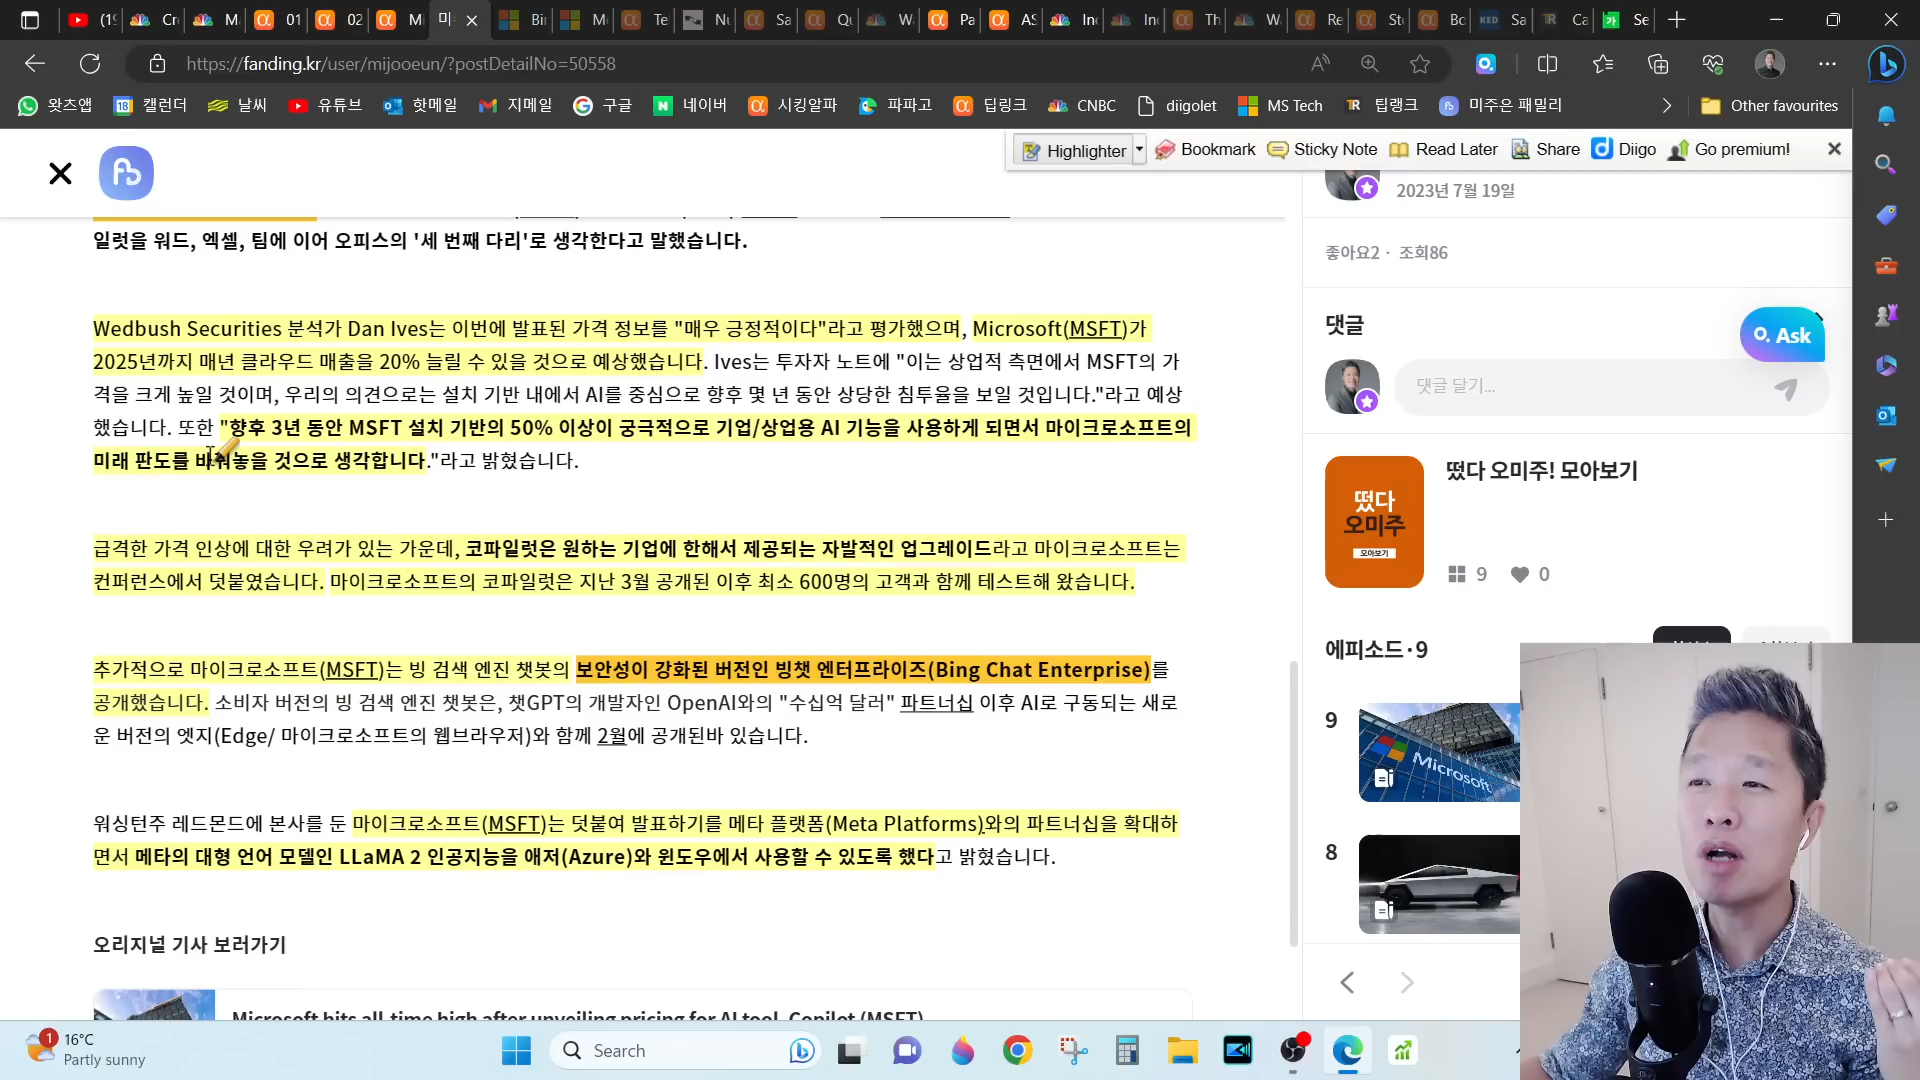 https://fanding.kr/user/mijooeun/?postDetailNo=50558
왓츠앱 캘린더 날씨 유튜브 핫메일 지메일 구글 네이버 시킹알파 파파고 딥링크 CNBC diigolet MS Tech 팁랭크 미주은 패밀리 Other favourites
Highlighter Bookmark Sticky Note Read Later Share Diigo Go premium!
일럿을 워드, 엑셀, 팀에 이어 오피스의 '세 번째 다리'로 생각한다고 말했습니다.
Wedbush Securities 분석가 Dan Ives는 이번에 발표된 가격 정보를 "매우 긍정적이다"라고 평가했으며, Microsoft(MSFT)가
2025년까지 매년 클라우드 매출을 20% 늘릴 수 있을 것으로 예상했습니다. Ives는 투자자 노트에 "이는 상업적 측면에서 MSFT의 가
격을 크게 높일 것이며, 우리의 의견으로는 설치 기반 내에서 AI를 중심으로 향후 몇 년 동안 상당한 침투율을 보일 것입니다."라고 예상
했습니다. 또한 "향후 3년 동안 MSFT 설치 기반의 50% 이상이 궁극적으로 기업/상업용 AI 기능을 사용하게 되면서 마이크로소프트의
미래 판도를 바꿔놓을 것으로 생각합니다."라고 밝혔습니다.
급격한 가격 인상에 대한 우려가 있는 가운데, 코파일럿은 원하는 기업에 한해서 제공되는 자발적인 업그레이드라고 마이크로소프트는
컨퍼런스에서 덧붙였습니다. 마이크로소프트의 코파일럿은 지난 3월 공개된 이후 최소 600명의 고객과 함께 테스트해 왔습니다.
추가적으로 마이크로소프트(MSFT)는 빙 검색 엔진 챗봇의 보안성이 강화된 버전인 빙챗 엔터프라이즈(Bing Chat Enterprise)를
공개했습니다. 소비자 버전의 빙 검색 엔진 챗봇은, 챗GPT의 개발자인 OpenAI와의 "수십억 달러" 파트너십 이후 AI로 구동되는 새로
운 버전의 엣지(Edge/ 마이크로소프트의 웹브라우저)와 함께 2월에 공개된바 있습니다.
워싱턴주 레드몬드에 본사를 둔 마이크로소프트(MSFT)는 덧붙여 발표하기를 메타 플랫폼(Meta Platforms)와의 파트너십을 확대하
면서 메타의 대형 언어 모델인 LLaMA 2 인공지능을 애저(Azure)와 윈도우에서 사용할 수 있도록 했다고 밝혔습니다.
오리지널 기사 보러가기
Microsoft hits all-time high after unveiling pricing for AI tool, Copilot (MSFT)
2023년 7월 19일
좋아요2 · 조회86
댓글
Ask
댓글 달기...
떴다
오미주
모아보기
떴다 오미주! 모아보기
9 0
에피소드·9
9
Microsoft
8
1
16°C
Partly sunny
Search